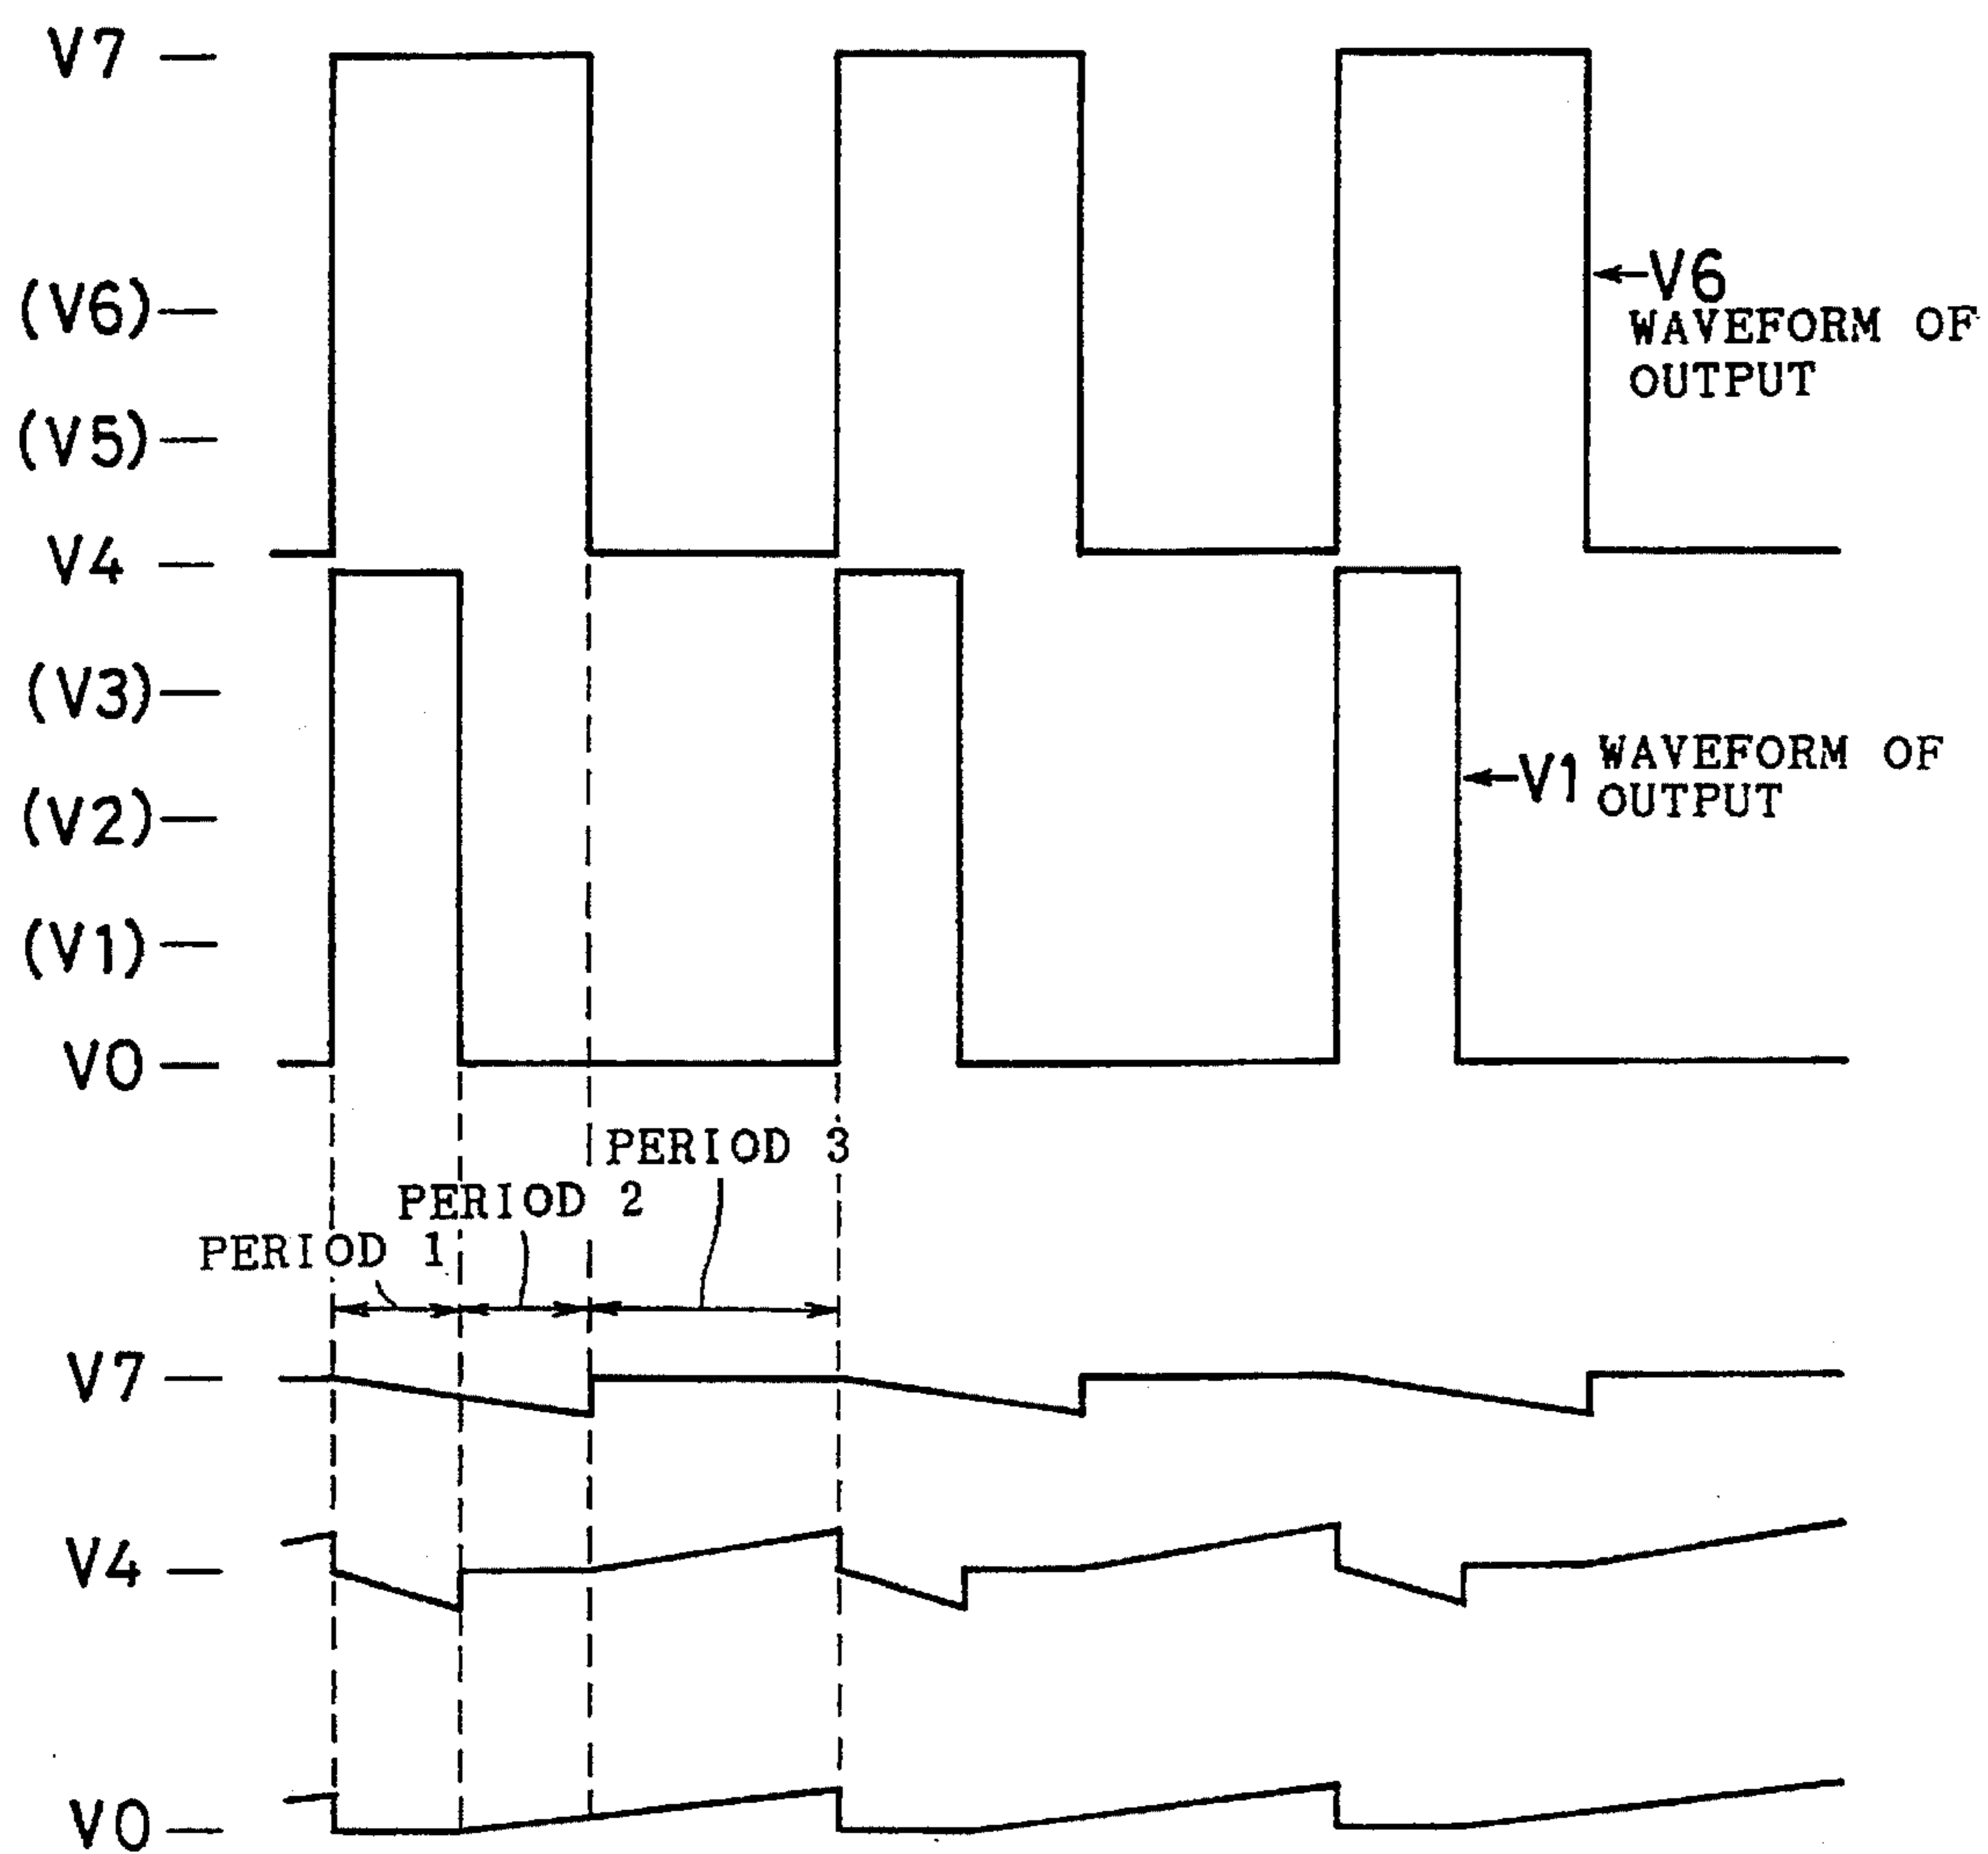 V7
(V6)
V6
WAVEFORM OF
OUTPUT
(V5)
V4
(V3)
V1 WAVEFORM OF
OUTPUT
(V2)
(V1)
V0
PERIOD 3
PERIOD 2
PERIOD 1
V7
V4
V0